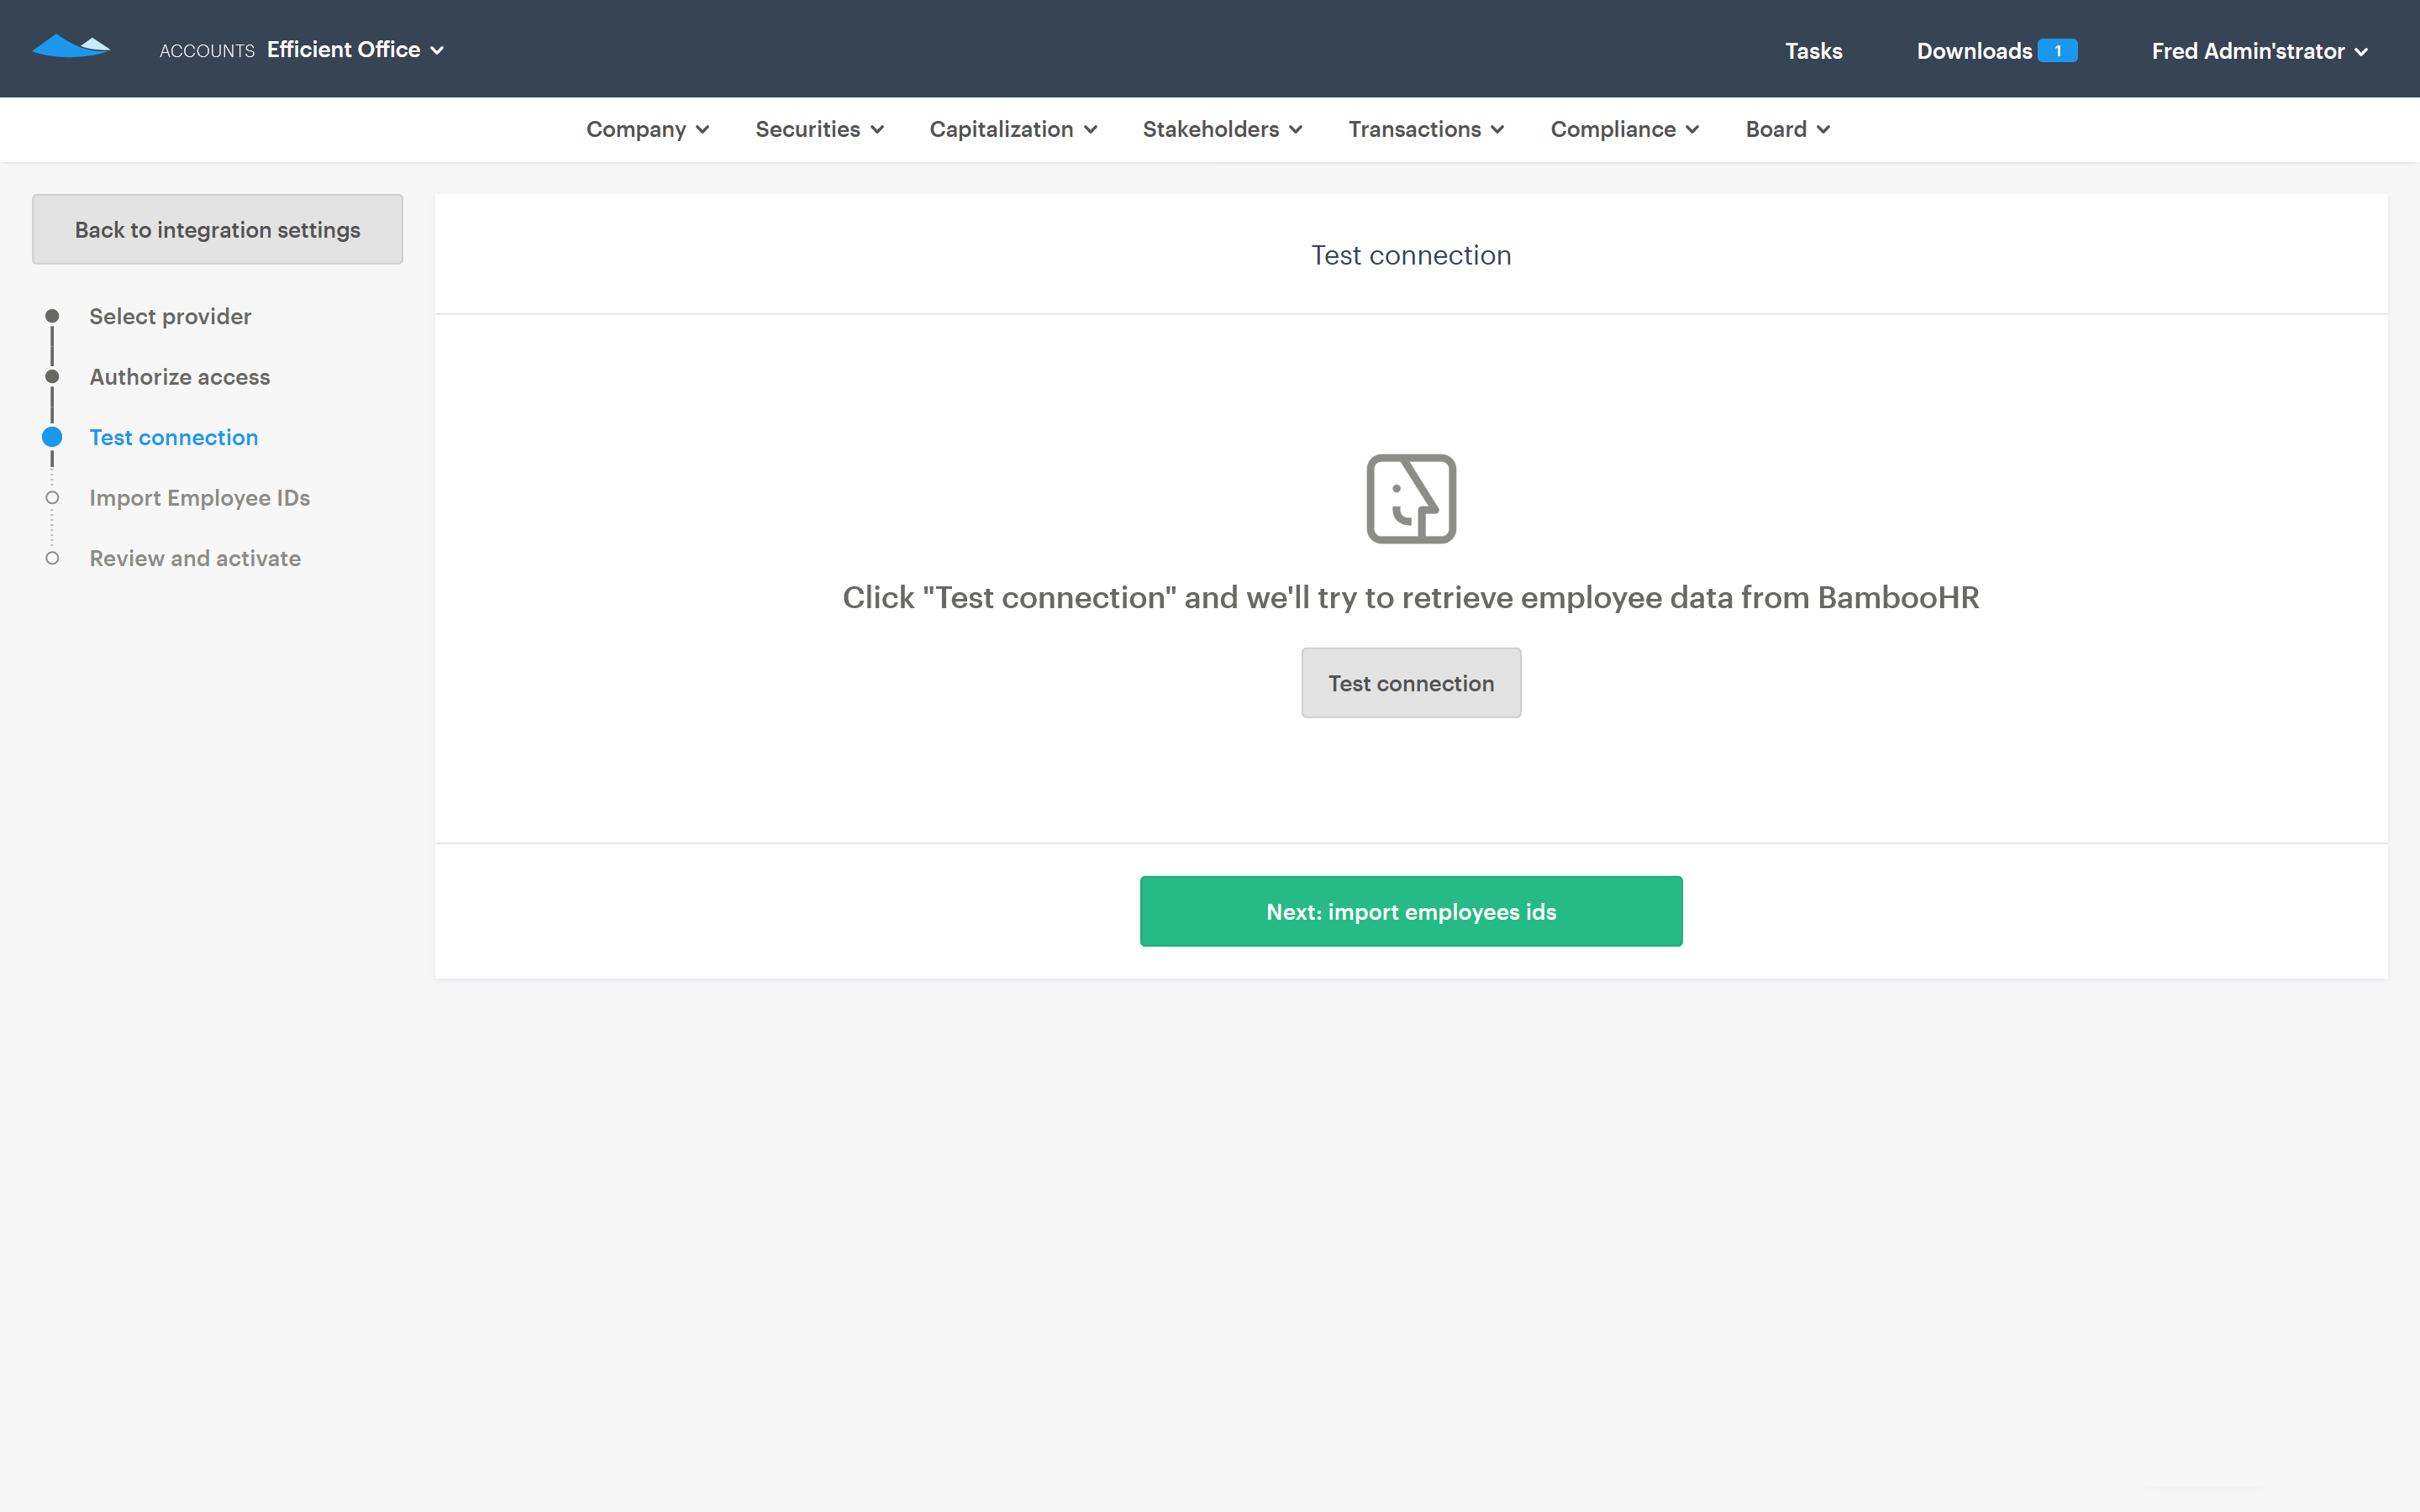 ACCOUNTS Efficient Office
Tasks
Downloads 1
Fred Admin'strator
Company
Securities
Capitalization
Stakeholders
Transactions
Compliance
Board
Back to integration settings
Select provider
Authorize access
Test connection
Import Employee IDs
Review and activate
Test connection
Click "Test connection" and we'll try to retrieve employee data from BambooHR
Test connection
Next: import employees ids